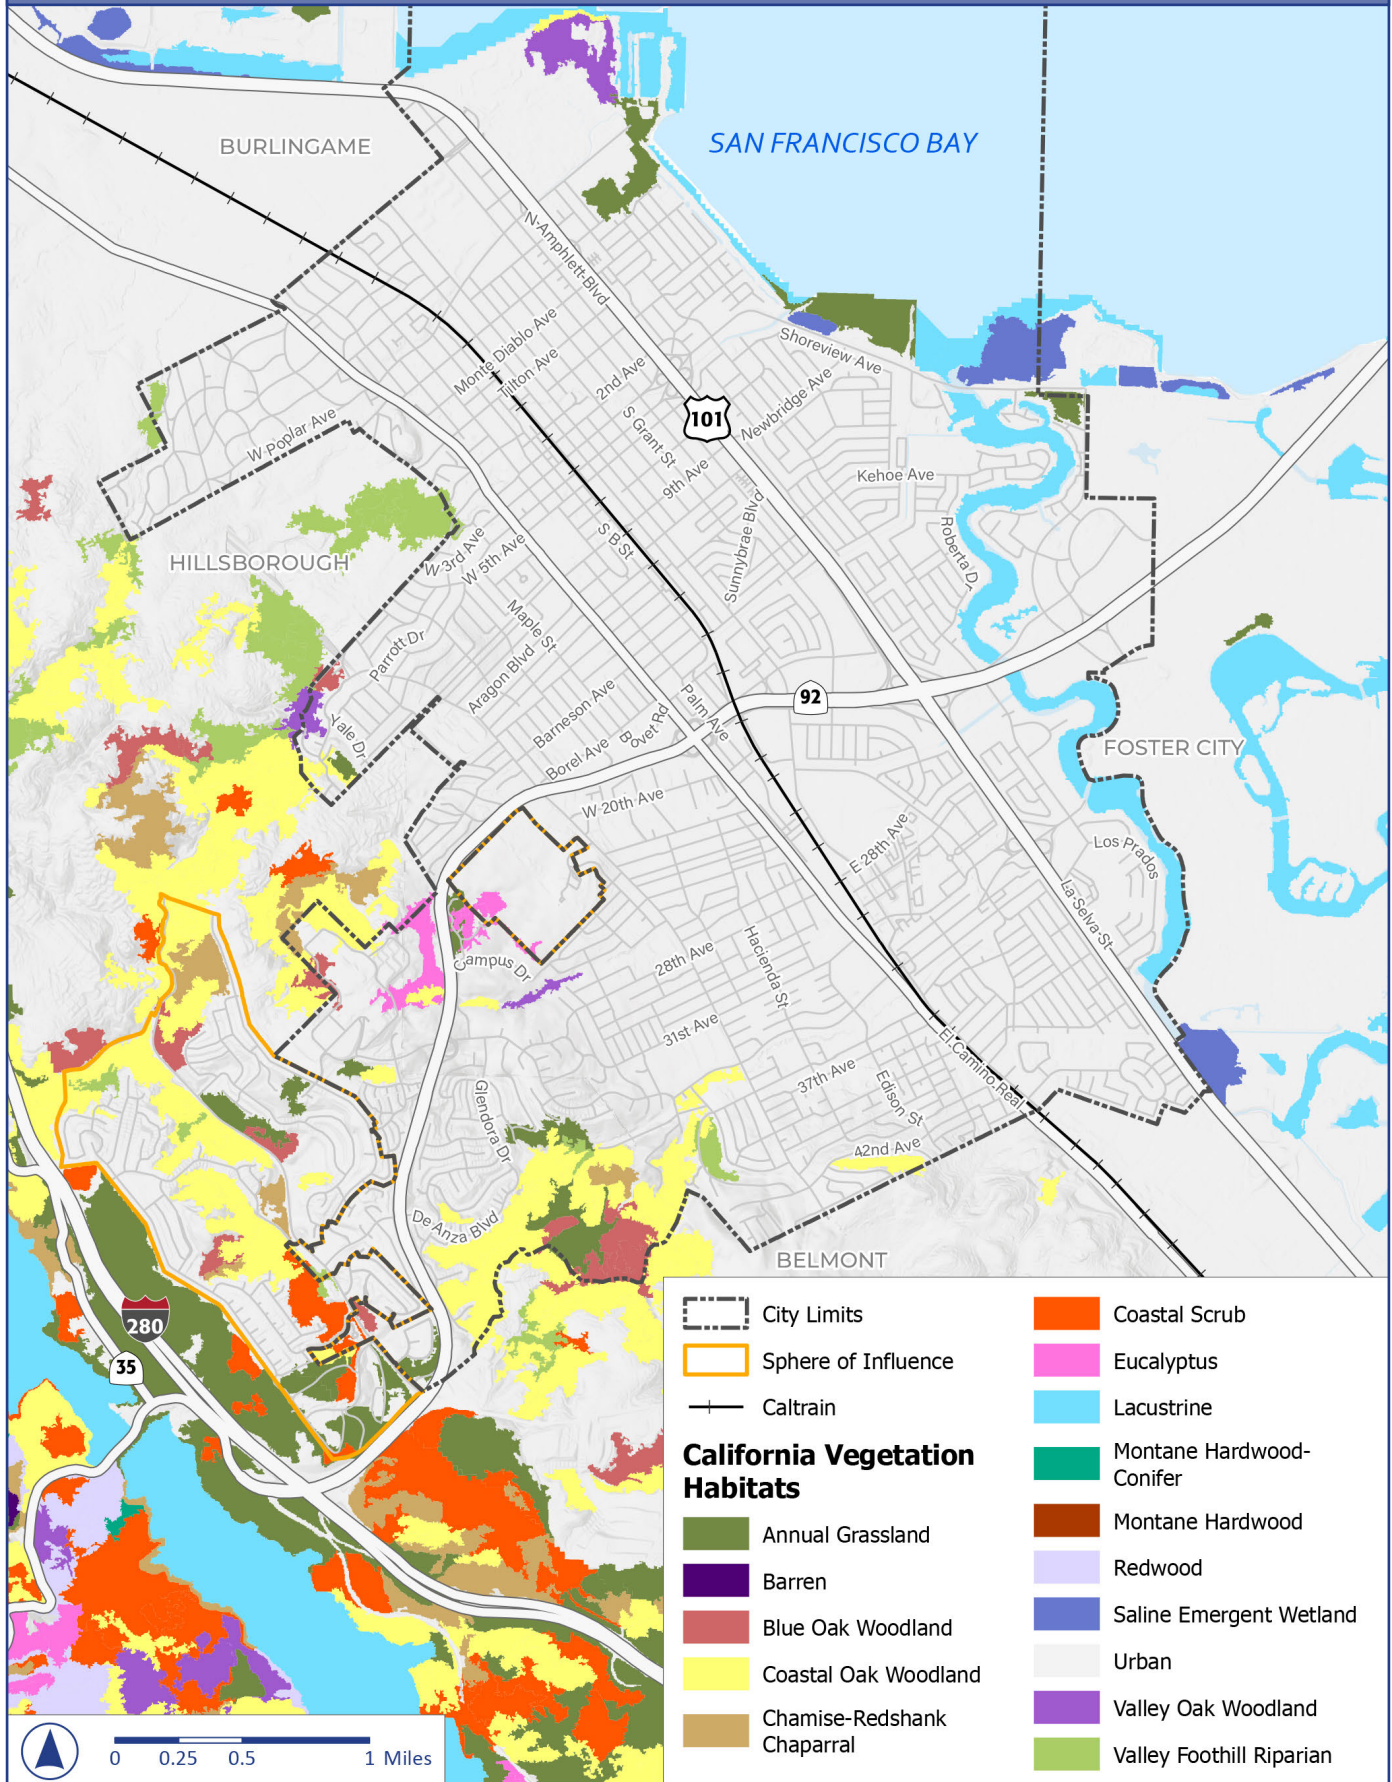 BURLINGAME
SAN FRANCISCO BAY
N-Amphlett-Blvd
Monte Diablo Ave
Tilton Ave
2nd Ave
Shoreview Ave
S Grant St
101
Newbridge Ave
W Poplar Ave
9th Ave
Kehoe Ave
Sunnybrae Blvd
S B St
Roberta Dr
W 3rd Ave
W 5th Ave
HILLSBOROUGH
Maple St
Parrott Dr
Aragon Blvd
Barneson Ave
Palm Ave
92
Bovet Rd
Yale Dr
Borel Ave
FOSTER CITY
W 20th Ave
E 28th Ave
Los Prados
La-Selva-St
Campus Dr
28th Ave
Hacienda St
31st Ave
El-Camino-Real
37th Ave
Edison St
Glendora Dr
42nd Ave
De Anza Blvd
BELMONT
280
35
City Limits
Sphere of Influence
Caltrain
California Vegetation
Habitats
Annual Grassland
Barren
Blue Oak Woodland
Coastal Oak Woodland
Chamise-Redshank
Chaparral
Coastal Scrub
Eucalyptus
Lacustrine
Montane Hardwood-
Conifer
Montane Hardwood
Redwood
Saline Emergent Wetland
Urban
Valley Oak Woodland
Valley Foothill Riparian
0 0.25 0.5 1 Miles